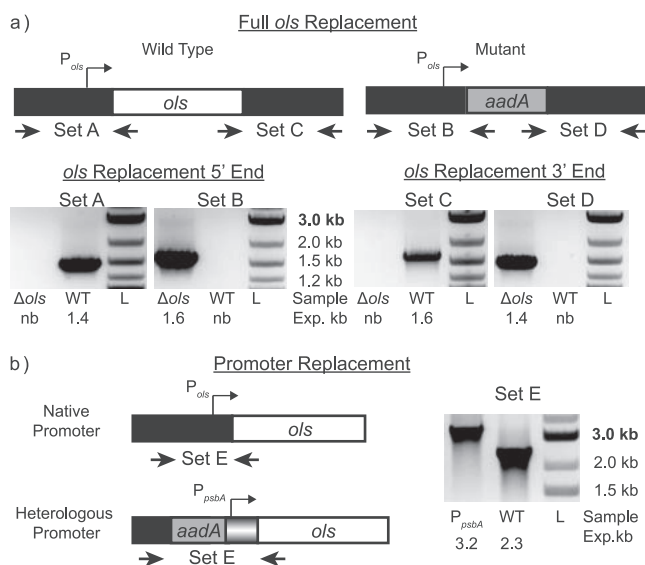 a) Full ols Replacement
Wild Type Mutant
Pols Pols
ols aadA
Set A Set C Set B Set D
ols Replacement 5' End ols Replacement 3' End
Set A Set B Set C Set D
3.0 kb
2.0 kb
1.5 kb
1.2 kb
Δols WT L Δols WT L Sample Δols WT L Δols WT L
nb 1.4 1.6 nb Exp. kb nb 1.6 1.4 nb
b) Promoter Replacement
Pols
Native
Promoter
ols
Set E
PpsbA
Heterologous
Promoter
aadA ols
Set E
Set E
3.0 kb
2.0 kb
1.5 kb
PpsbA WT L Sample
3.2 2.3 Exp.kb